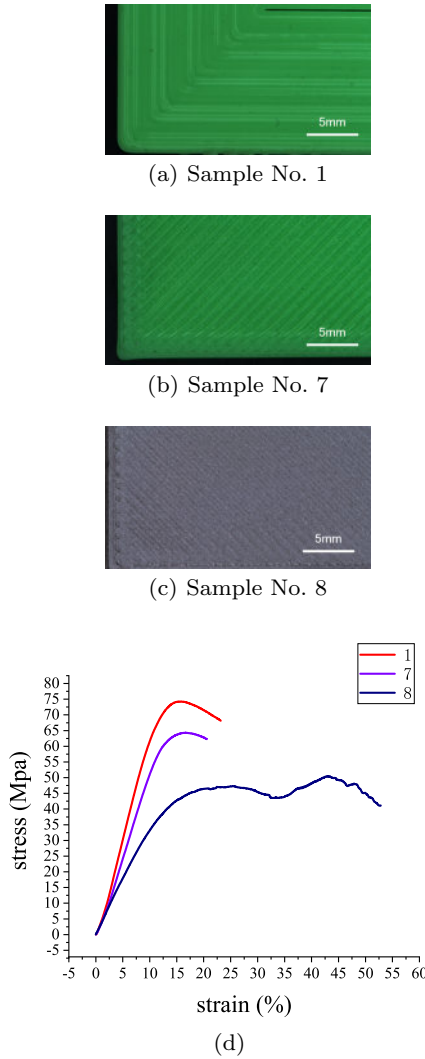 5mm
(a) Sample No. 1
5mm
(b) Sample No. 7
5mm
(c) Sample No. 8
1
7
8
80
75
70
65
60
55
50
45
40
35
30
25
20
15
10
5
0
-5
stress (Mpa)
-5 0 5 10 15 20 25 30 35 40 45 50 55 60
strain (%)
(d)